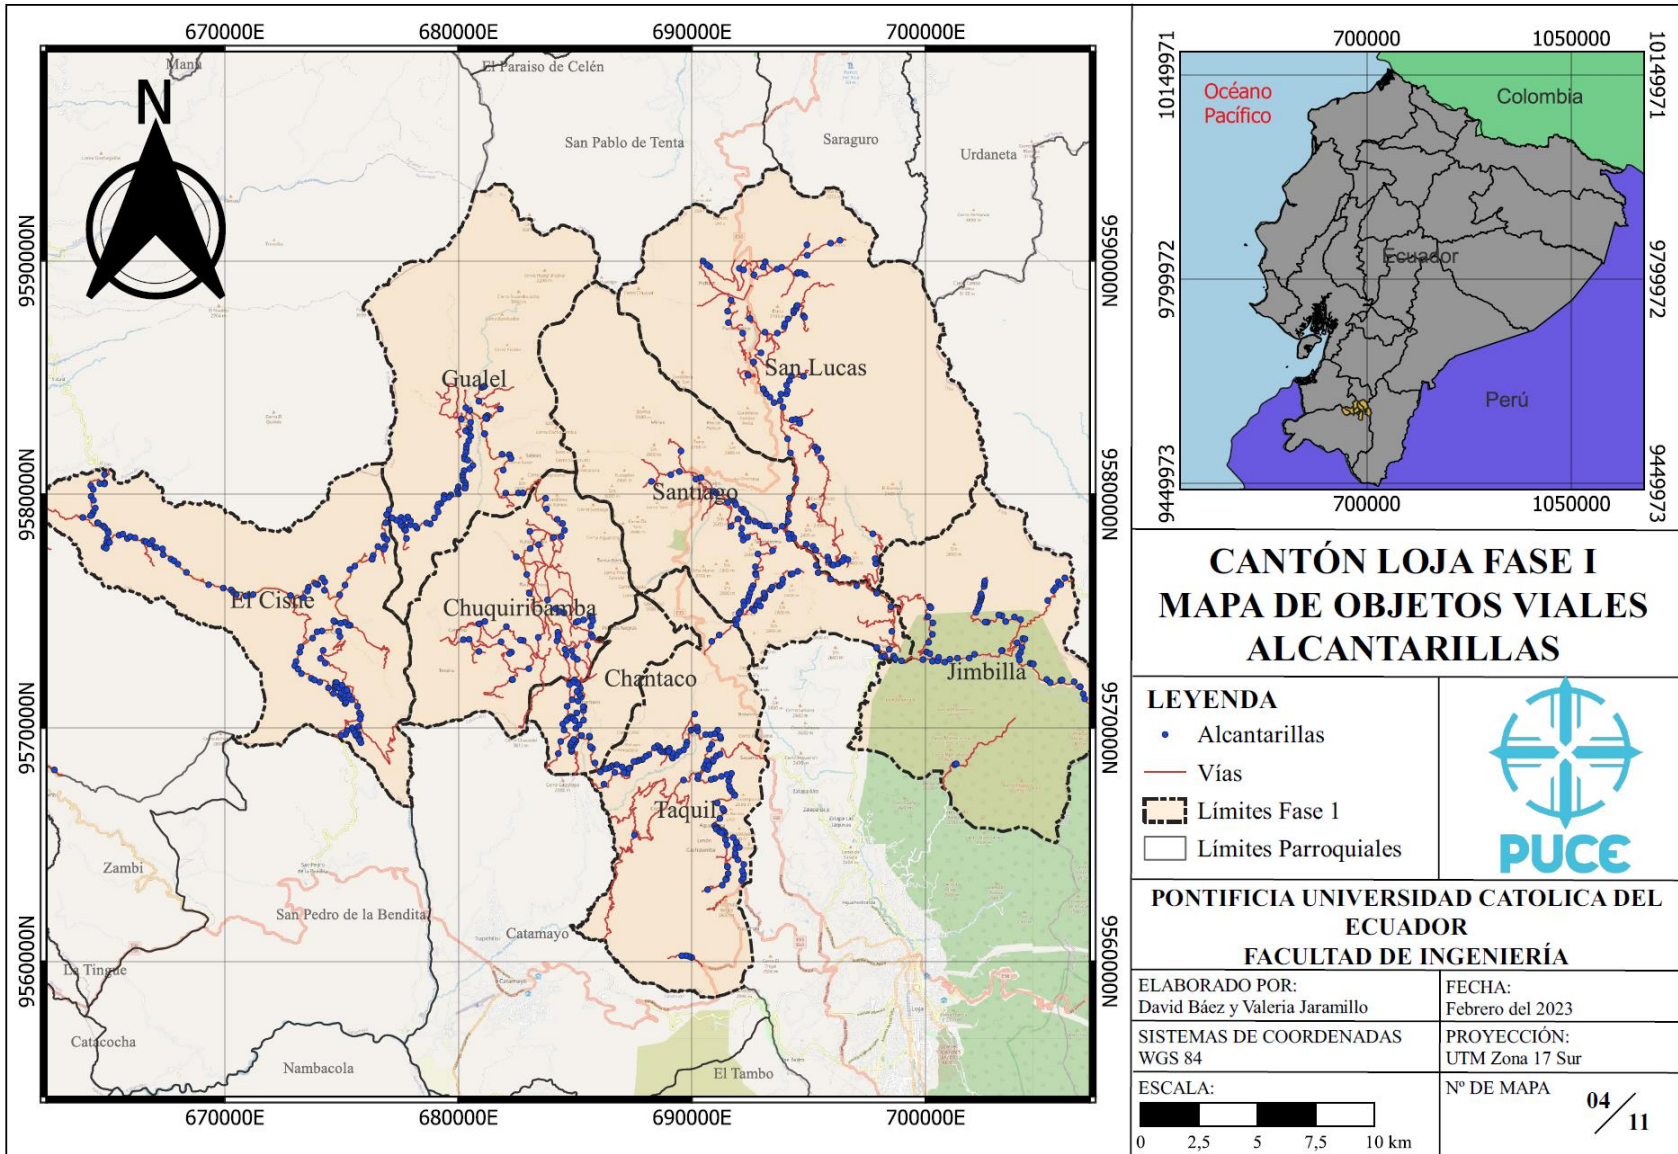 670000E 680000E 690000E 700000E
Manú
El Paraiso de Celén
San Pablo de Tenta
Saraguro
Urdaneta
N
9590000N
9580000N
9570000N
9560000N
9590000N
9580000N
9570000N
9560000N
San Lucas
Gualel
Santiago
El Cisne
Chuquiribamba
Chantaco
Jimbilla
Taquil
Zambi
San Pedro de la Bendita
Catamayo
La Tingue
Catacocha
Nambacola
El Tambo
Loja
670000E 680000E 690000E 700000E
700000 1050000
10149971
9799972
9449973
10149971
9799972
9449973
Océano
Pacífico
Colombia
Ecuador
Perú
700000 1050000
CANTÓN LOJA FASE I
MAPA DE OBJETOS VIALES
ALCANTARILLAS
LEYENDA
Alcantarillas
Vías
Límites Fase 1
Límites Parroquiales
PUCE
PONTIFICIA UNIVERSIDAD CATOLICA DEL
ECUADOR
FACULTAD DE INGENIERÍA
ELABORADO POR:
David Báez y Valeria Jaramillo
FECHA:
Febrero del 2023
SISTEMAS DE COORDENADAS
WGS 84
PROYECCIÓN:
UTM Zona 17 Sur
ESCALA:
0 2,5 5 7,5 10 km
Nº DE MAPA
04
11